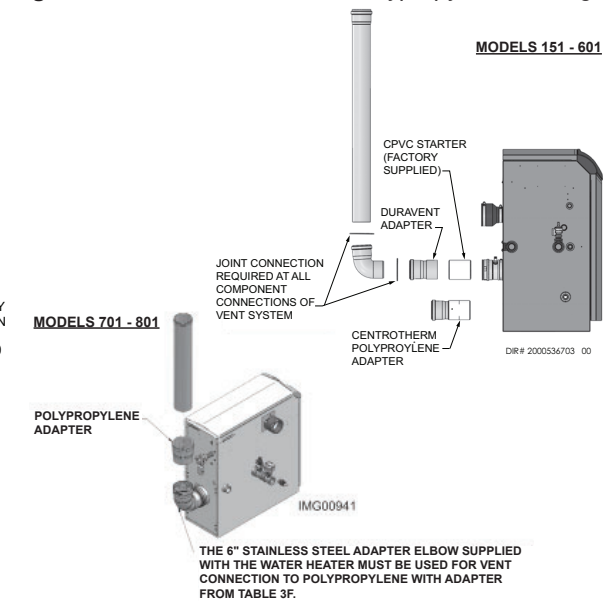 MODELS 151 - 601
CPVC STARTER
(FACTORY
SUPPLIED)
DURAVENT
ADAPTER
JOINT CONNECTION
REQUIRED AT ALL
COMPONENT
CONNECTIONS OF
VENT SYSTEM
CENTROTHERM
POLYPROYLENE
ADAPTER
DIR# 2000536703 00
MODELS 701 - 801
POLYPROPYLENE
ADAPTER
IMG00941
THE 6" STAINLESS STEEL ADAPTER ELBOW SUPPLIED
WITH THE WATER HEATER MUST BE USED FOR VENT
CONNECTION TO POLYPROPYLENE WITH ADAPTER
FROM TABLE 3F.